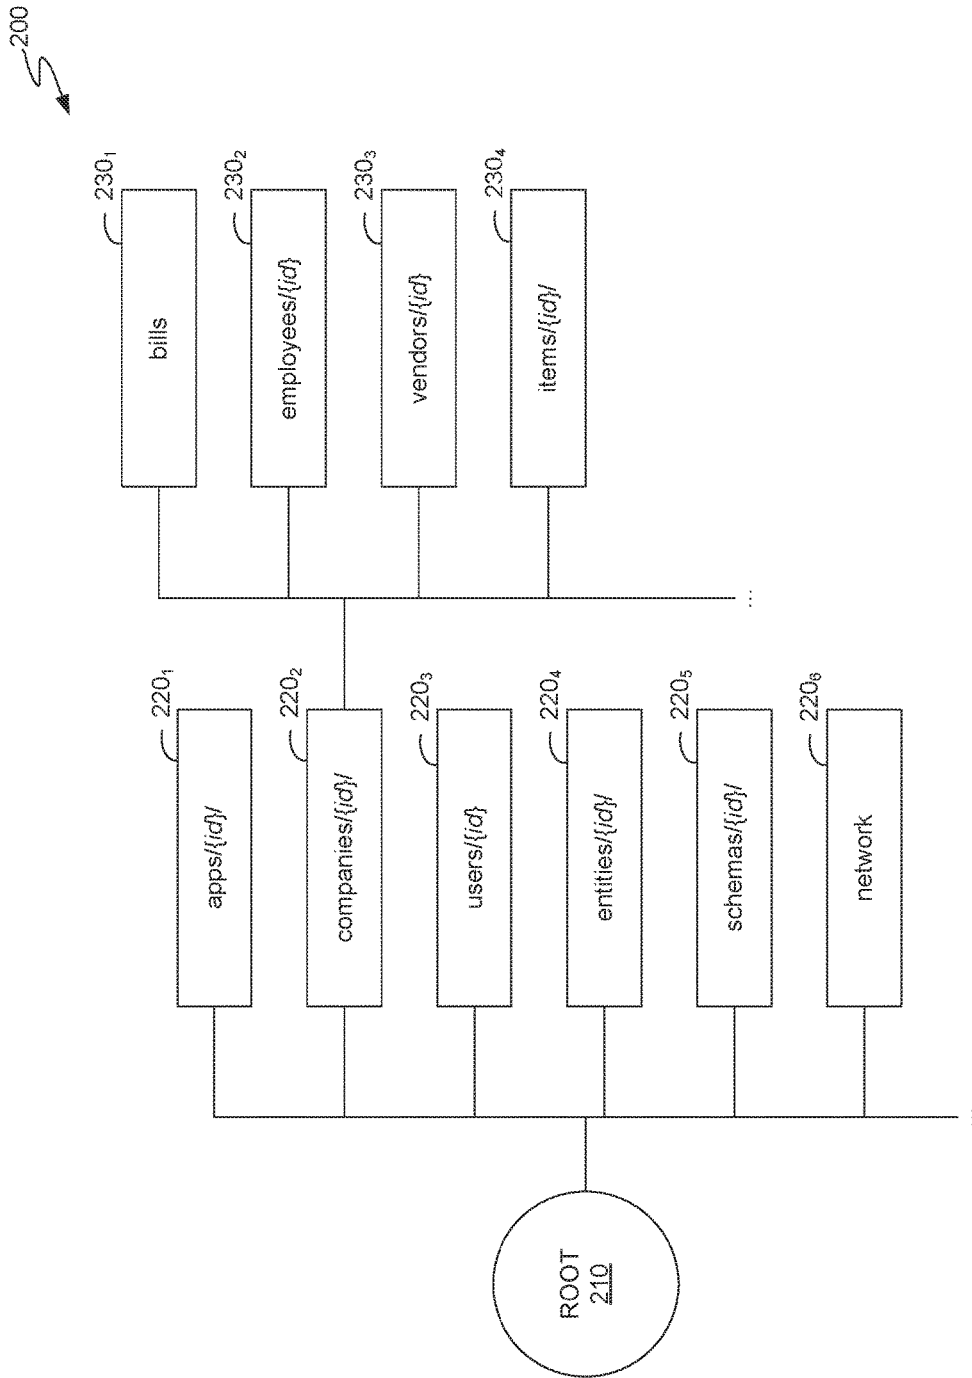 200
ROOT
210
220₁
apps/{id}/
220₂
companies/{id}/
220₃
users/{id}
220₄
entities/{id}/
220₅
schemas/{id}/
220₆
network
...
230₁
bills
230₂
employees/{id}
230₃
vendors/{id}
230₄
items/{id}/
...